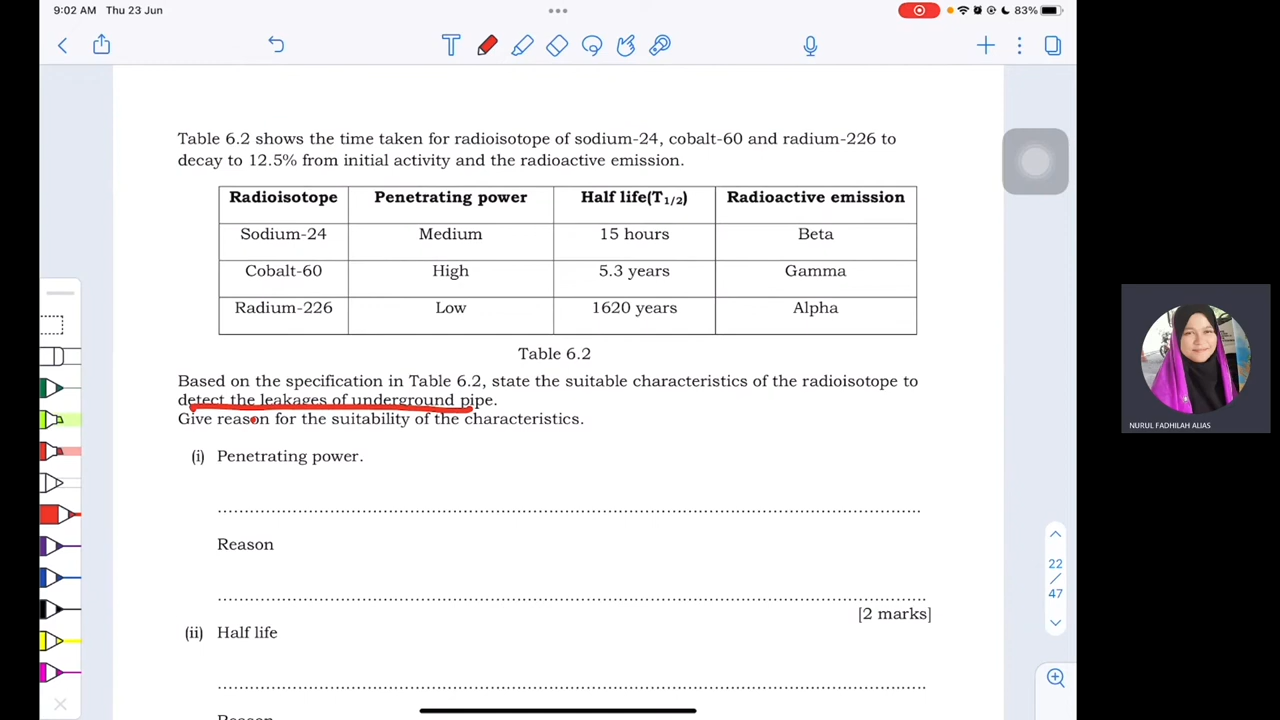 9:02 AM Thu 23 Jun
83%
Table 6.2 shows the time taken for radioisotope of sodium-24, cobalt-60 and radium-226 to
decay to 12.5% from initial activity and the radioactive emission.
Radioisotope Penetrating power Half life(T1/2) Radioactive emission
Sodium-24 Medium 15 hours Beta
Cobalt-60 High 5.3 years Gamma
Radium-226 Low 1620 years Alpha
Table 6.2
Based on the specification in Table 6.2, state the suitable characteristics of the radioisotope to
detect the leakages of underground pipe.
Give reason for the suitability of the characteristics.
(i) Penetrating power.
Reason
[2 marks]
(ii) Half life
Reason
22
/
47
NURUL FADHILAH ALIAS